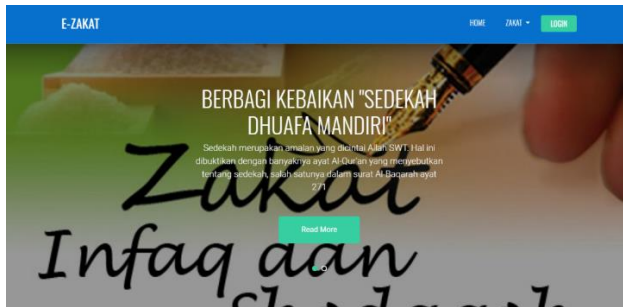 E-ZAKAT
HOME ZAKAT LOGIN
BERBAGI KEBAIKAN "SEDEKAH
DHUAFA MANDIRI"
Sedekah merupakan amalan yang dicintai Allah SWT. Hal ini
dibuktikan dengan banyaknya ayat Al-Qur'an yang menyebutkan
tentang sedekah, salah satunya dalam surat Al-Baqarah ayat
271
Zakat
Read More
Infaq dan
Shodaqoh